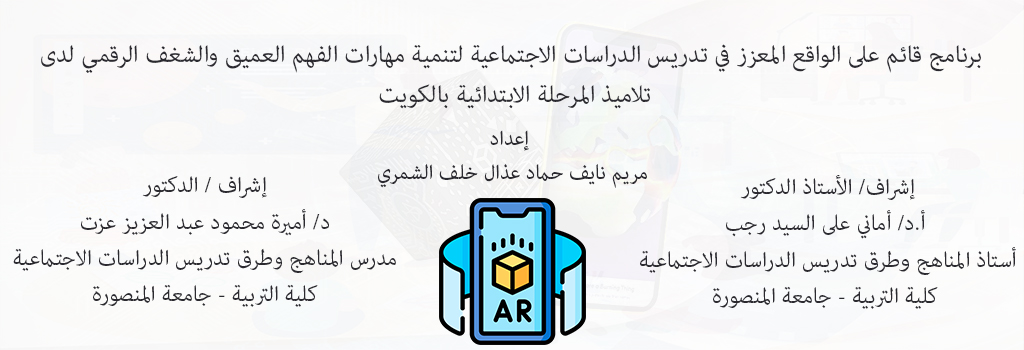 برنامج قائم على الواقع المعزز في تدريس الدراسات الاجتماعية لتنمية مهارات الفهم العميق والشغف الرقمي لدى
تلاميذ المرحلة الابتدائية بالكويت
إعداد
مريم نايف حماد عذال خلف الشمري
إشراف/ الأستاذ الدكتور
أ.د/ أماني على السيد رجب
أستاذ المناهج وطرق تدريس الدراسات الاجتماعية
كلية التربية - جامعة المنصورة
إشراف / الدكتور
د/ أميرة محمود عبد العزيز عزت
مدرس المناهج وطرق تدريس الدراسات الاجتماعية
كلية التربية - جامعة المنصورة
AR